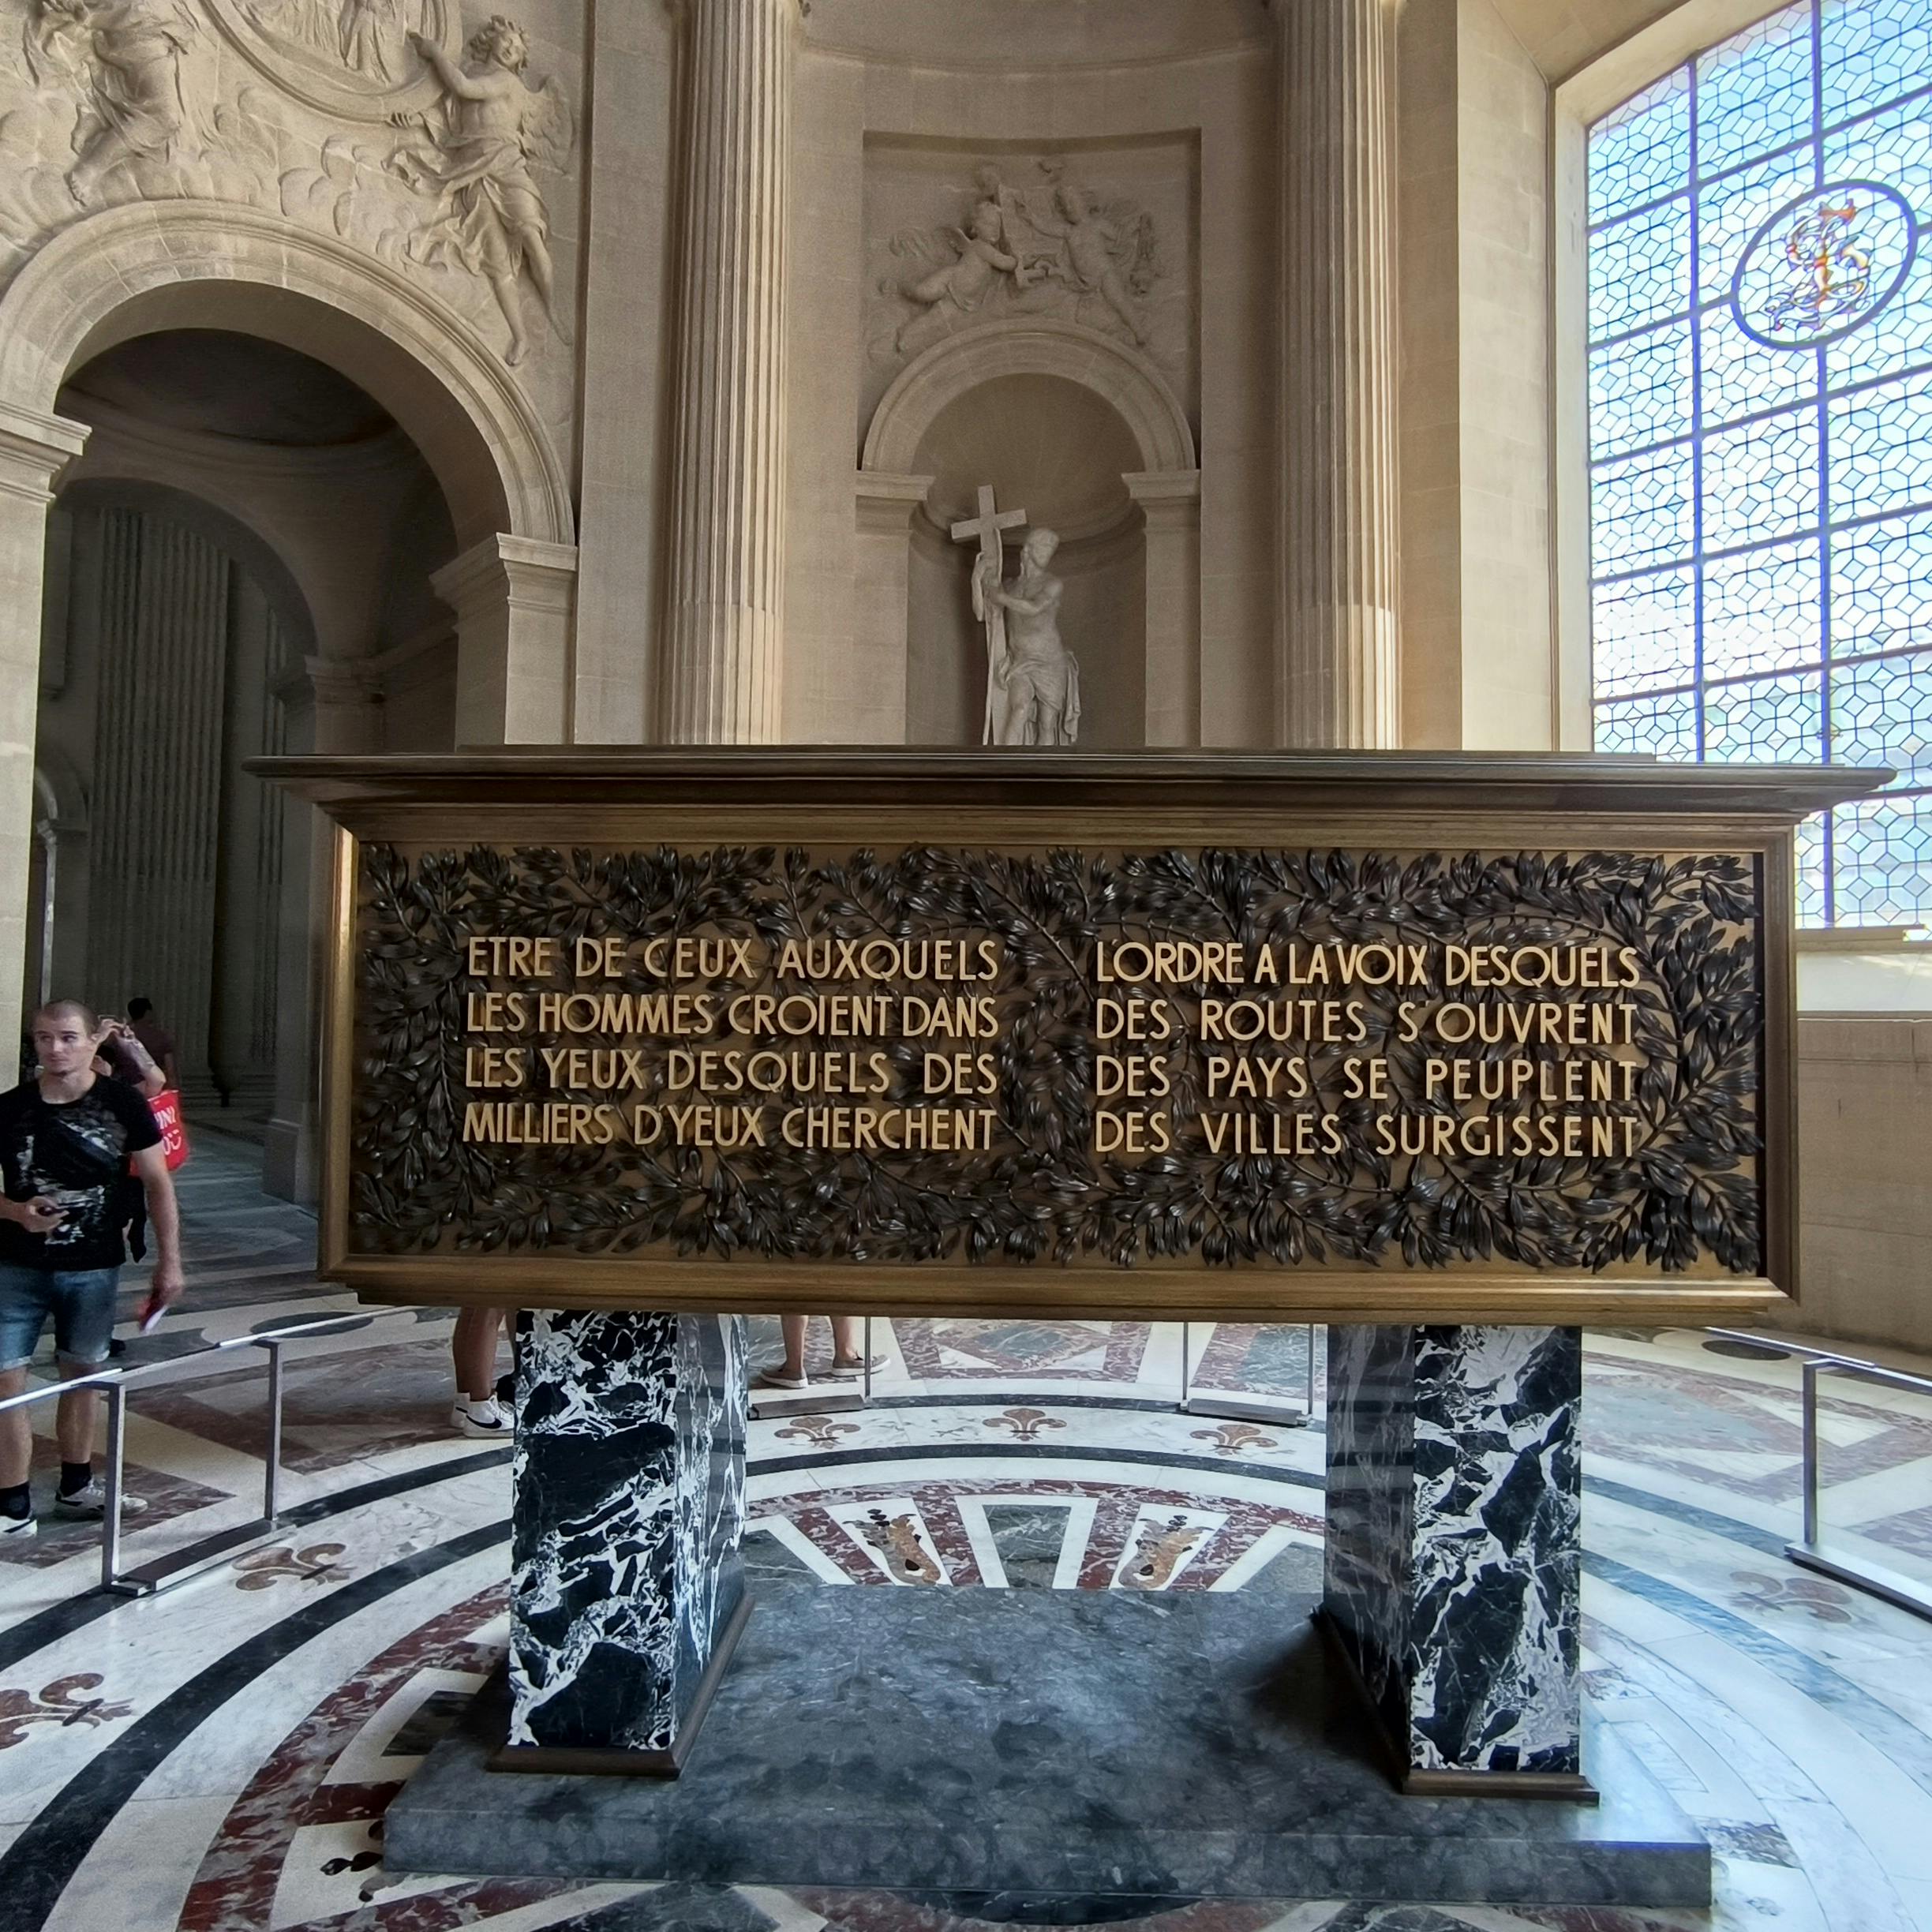 ETRE DE CEUX AUXQUELS
LES HOMMES CROIENT DANS
LES YEUX DESQUELS DES
MILLIERS D'YEUX CHERCHENT
L'ORDRE A LA VOIX DESQUELS
DES ROUTES S'OUVRENT
DES PAYS SE PEUPLENT
DES VILLES SURGISSENT